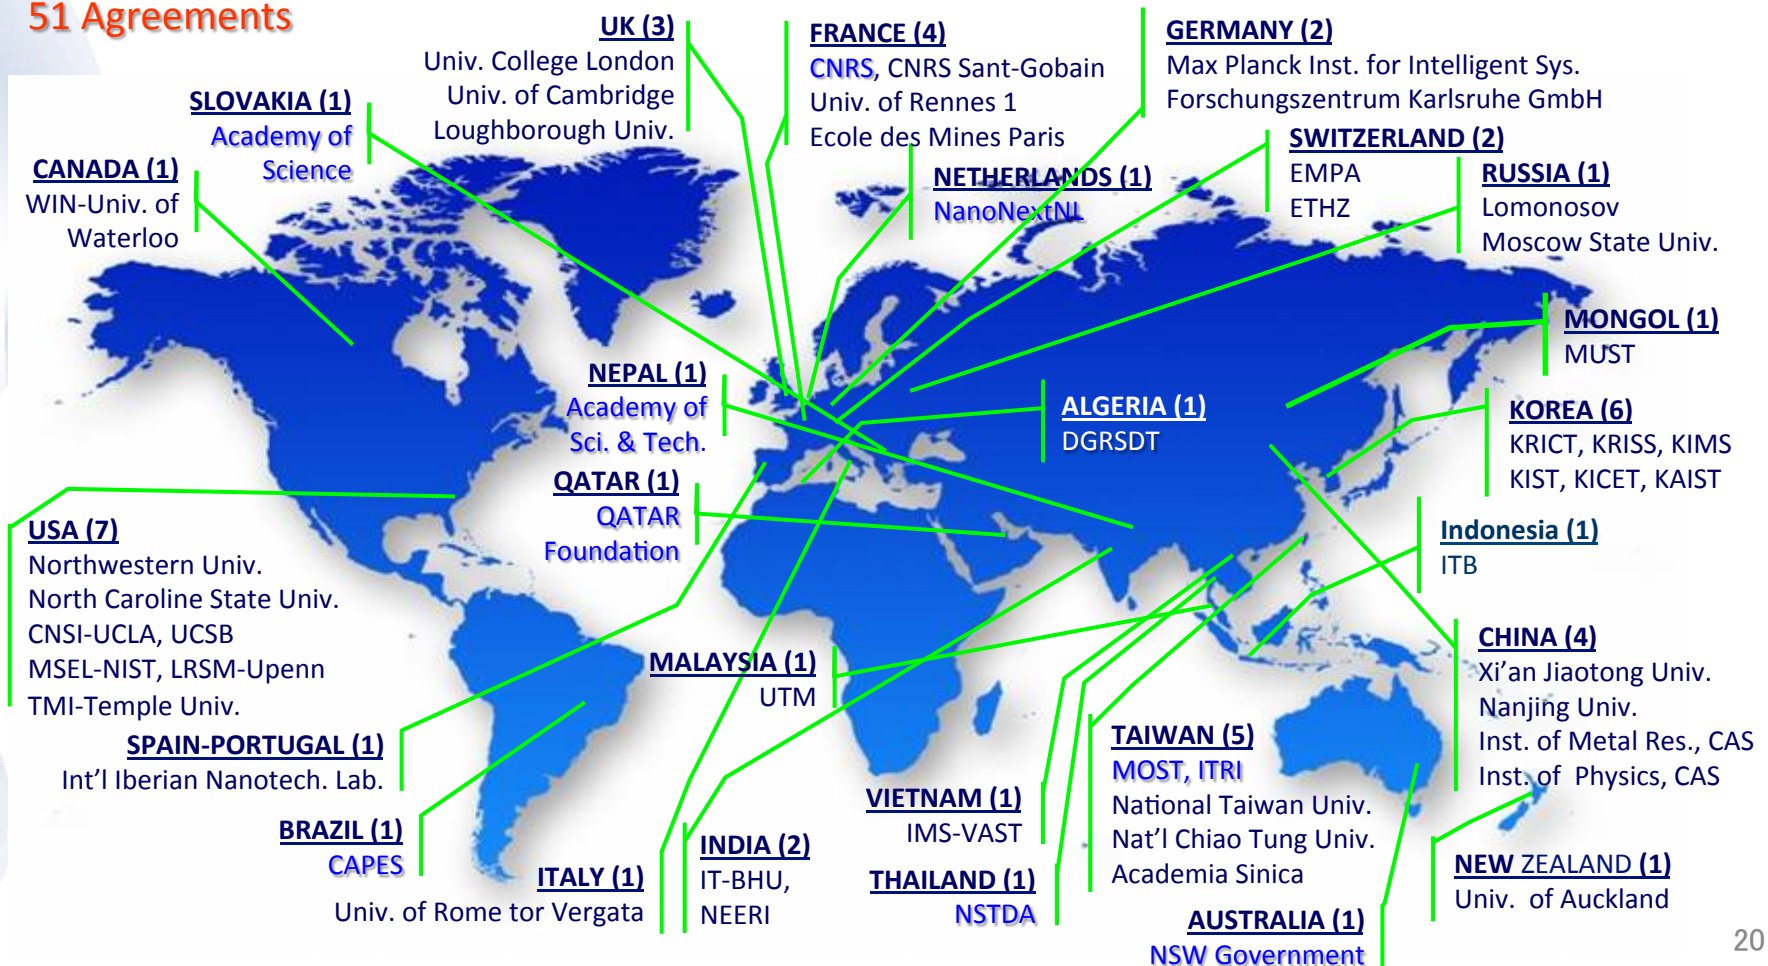 51 Agreements
UK (3)
Univ. College London
Univ. of Cambridge
Loughborough Univ.
FRANCE (4)
CNRS, CNRS Sant-Gobain
Univ. of Rennes 1
Ecole des Mines Paris
GERMANY (2)
Max Planck Inst. for Intelligent Sys.
Forschungszentrum Karlsruhe GmbH
SLOVAKIA (1)
Academy of
Science
SWITZERLAND (2)
EMPA
ETHZ
CANADA (1)
WIN-Univ. of
Waterloo
NETHERLANDS (1)
NanoNextNL
RUSSIA (1)
Lomonosov
Moscow State Univ.
MONGOL (1)
MUST
NEPAL (1)
Academy of
Sci. & Tech.
ALGERIA (1)
DGRSDT
KOREA (6)
KRICT, KRISS, KIMS
KIST, KICET, KAIST
QATAR (1)
QATAR
Foundation
USA (7)
Northwestern Univ.
North Caroline State Univ.
CNSI-UCLA, UCSB
MSEL-NIST, LRSM-Upenn
TMI-Temple Univ.
Indonesia (1)
ITB
CHINA (4)
Xi'an Jiaotong Univ.
Nanjing Univ.
Inst. of Metal Res., CAS
Inst. of Physics, CAS
MALAYSIA (1)
UTM
SPAIN-PORTUGAL (1)
Int'l Iberian Nanotech. Lab.
TAIWAN (5)
MOST, ITRI
National Taiwan Univ.
Nat'l Chiao Tung Univ.
Academia Sinica
VIETNAM (1)
IMS-VAST
BRAZIL (1)
CAPES
INDIA (2)
IT-BHU,
NEERI
ITALY (1)
Univ. of Rome tor Vergata
THAILAND (1)
NSTDA
NEW ZEALAND (1)
Univ. of Auckland
AUSTRALIA (1)
NSW Government
20